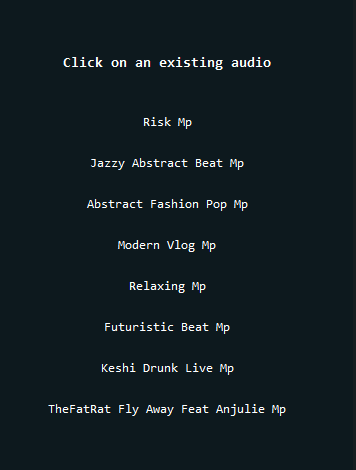 Click on an existing audio
Risk Mp
Jazzy Abstract Beat Mp
Abstract Fashion Pop Mp
Modern Vlog Mp
Relaxing Mp
Futuristic Beat Mp
Keshi Drunk Live Mp
TheFatRat Fly Away Feat Anjulie Mp